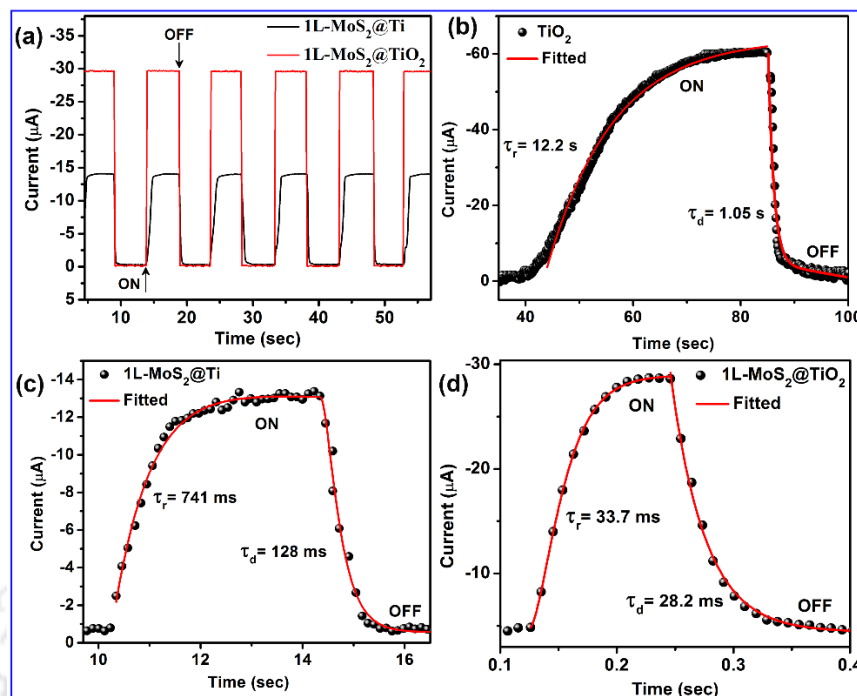 (a)
OFF
1L-MoS₂@Ti
1L-MoS₂@TiO₂
-35
-30
-25
-20
-15
-10
-5
0
5
ON
10 20 30 40 50
Current (μA)
Time (sec)
(b)
TiO₂
Fitted
ON
τr = 12.2 s
τd = 1.05 s
OFF
-60
-40
-20
0
40 60 80 100
Current (μA)
Time (sec)
(c)
1L-MoS₂@Ti
Fitted
ON
τr = 741 ms
τd = 128 ms
OFF
-14
-12
-10
-8
-6
-4
-2
0
10 12 14 16
Current (μA)
Time (sec)
(d)
1L-MoS₂@TiO₂
Fitted
ON
τr = 33.7 ms
τd = 28.2 ms
OFF
-30
-20
-10
0.1 0.2 0.3 0.4
Current (μA)
Time (sec)